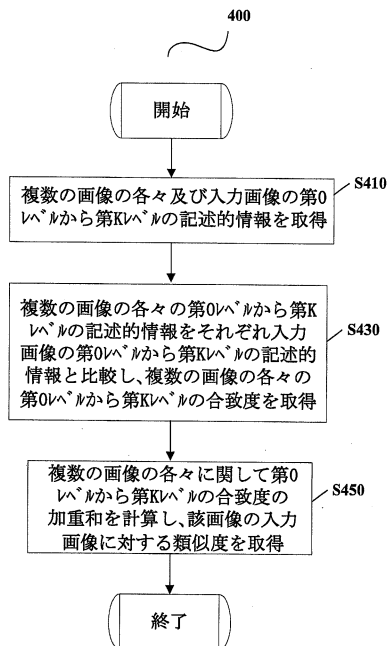 400
開始
複数の画像の各々及び入力画像の第0
ﾚﾍﾞﾙから第Kﾚﾍﾞﾙの記述的情報を取得
S410
複数の画像の各々の第0ﾚﾍﾞﾙから第K
ﾚﾍﾞﾙの記述的情報をそれぞれ入力
画像の第0ﾚﾍﾞﾙから第Kﾚﾍﾞﾙの記述的
情報と比較し、複数の画像の各々の
第0ﾚﾍﾞﾙから第Kﾚﾍﾞﾙの合致度を取得
S430
複数の画像の各々に関して第0
ﾚﾍﾞﾙから第Kﾚﾍﾞﾙの合致度の
加重和を計算し、該画像の入力
画像に対する類似度を取得
S450
終了